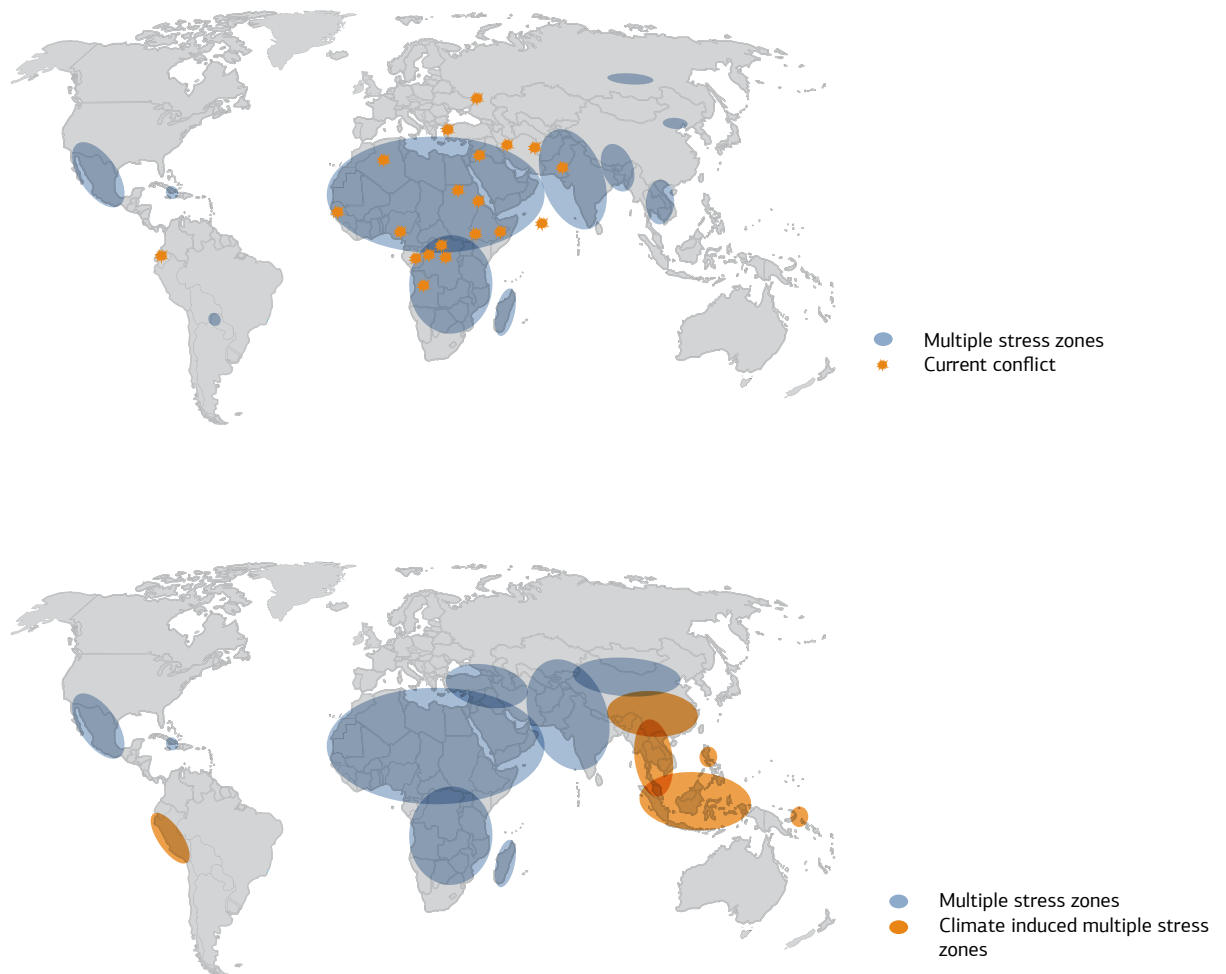 Multiple stress zones
Current conflict
Multiple stress zones
Climate induced multiple stress
zones